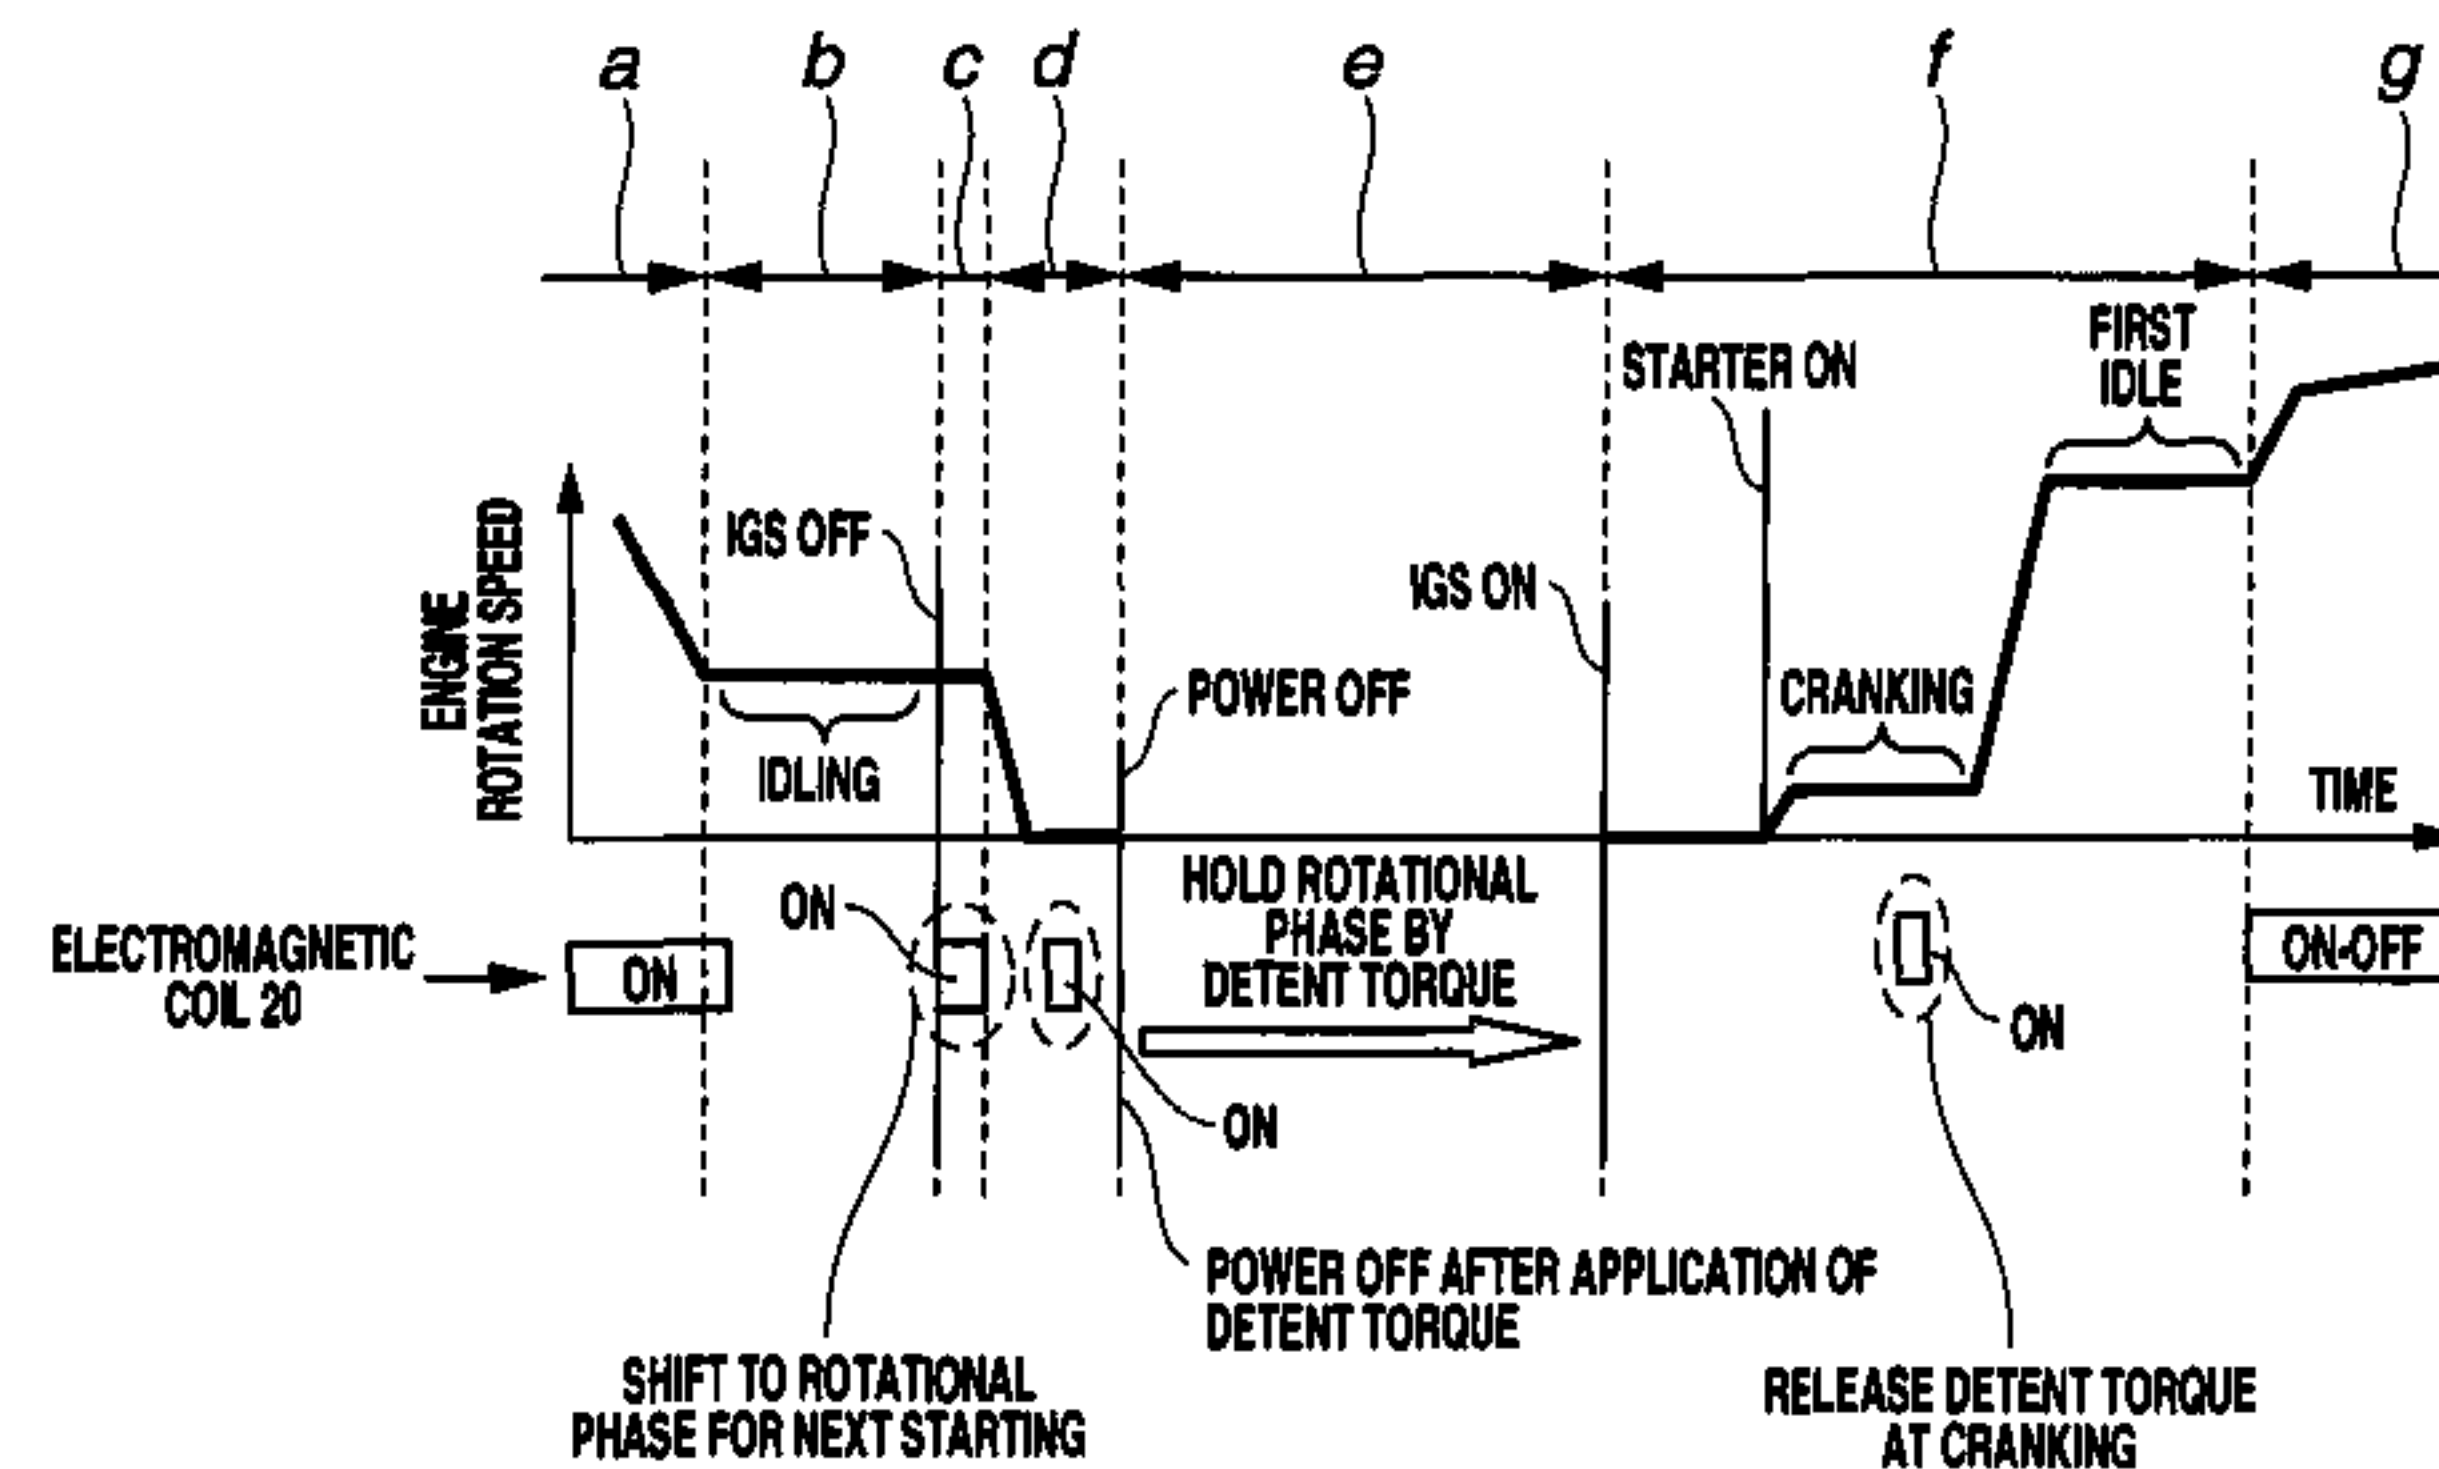 a b c d e f g
FIRST
IDLE
STARTER ON
IGS OFF
IGS ON
ENGINE
ROTATION SPEED
POWER OFF
CRANKING
IDLING
TIME
ON
HOLD ROTATIONAL
PHASE BY
DETENT TORQUE
ELECTROMAGNETIC
COIL 20
ON
ON-OFF
ON
ON
POWER OFF AFTER APPLICATION OF
DETENT TORQUE
SHIFT TO ROTATIONAL
PHASE FOR NEXT STARTING
RELEASE DETENT TORQUE
AT CRANKING